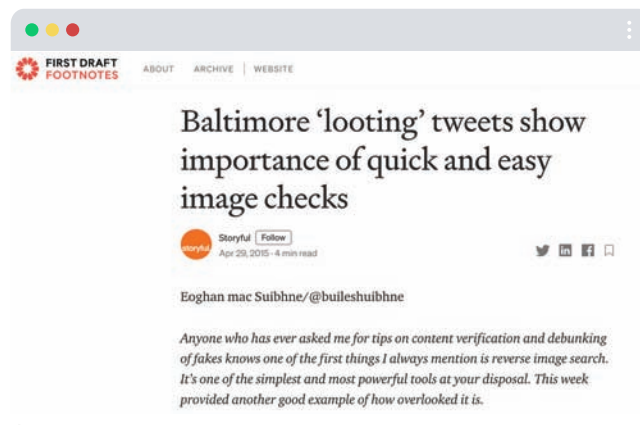 FIRST DRAFT
FOOTNOTES
ABOUT ARCHIVE WEBSITE
Baltimore ‘looting’ tweets show
importance of quick and easy
image checks
storyful
Storyful Follow
Apr 29, 2015 · 4 min read
Eoghan mac Suibhne/@buileshuibhne
Anyone who has ever asked me for tips on content verification and debunking
of fakes knows one of the first things I always mention is reverse image search.
It’s one of the simplest and most powerful tools at your disposal. This week
provided another good example of how overlooked it is.